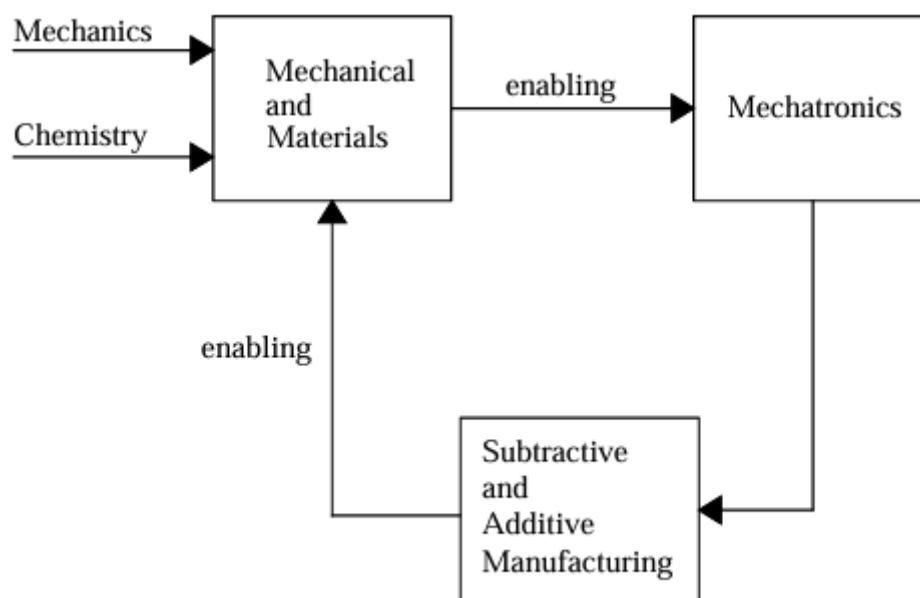 Mechanics
Chemistry
Mechanical
and
Materials
enabling
Mechatronics
enabling
Subtractive
and
Additive
Manufacturing